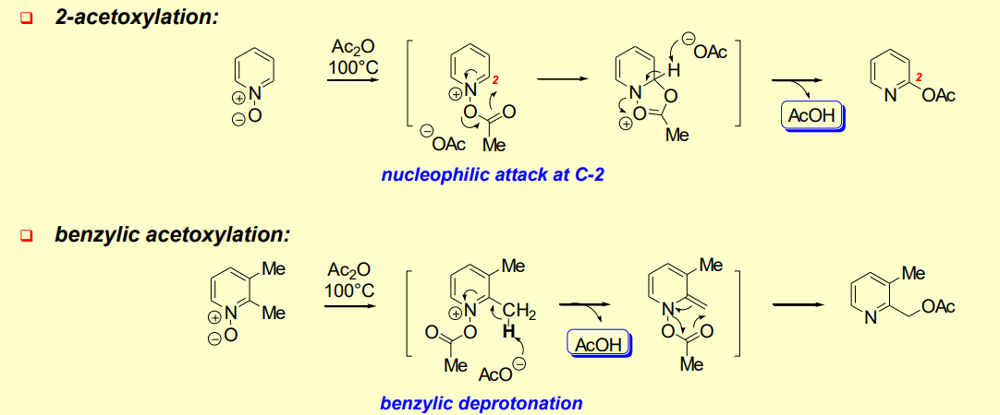 2-acetoxylation:
Ac2O
100°C
N
⊕
⊖
O
N
⊕
2
O
O
Me
⊖
OAc
N
H
O
O
⊕
Me
⊖
OAc
AcOH
N
2
OAc
nucleophilic attack at C-2
benzylic acetoxylation:
Me
Me
N
⊕
⊖
O
Ac2O
100°C
Me
N
⊕
CH2
H
O
O
Me
AcO
⊖
AcOH
Me
N
O
O
Me
Me
N
OAc
benzylic deprotonation